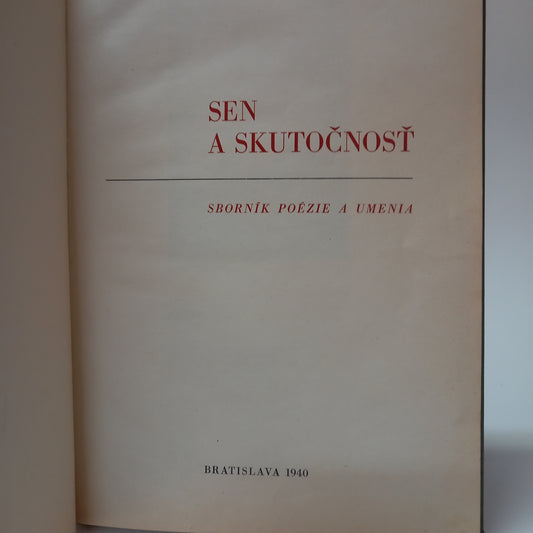 SEN
A SKUTOČNOSŤ
SBORNÍK POÉZIE A UMENIA
BRATISLAVA 1940